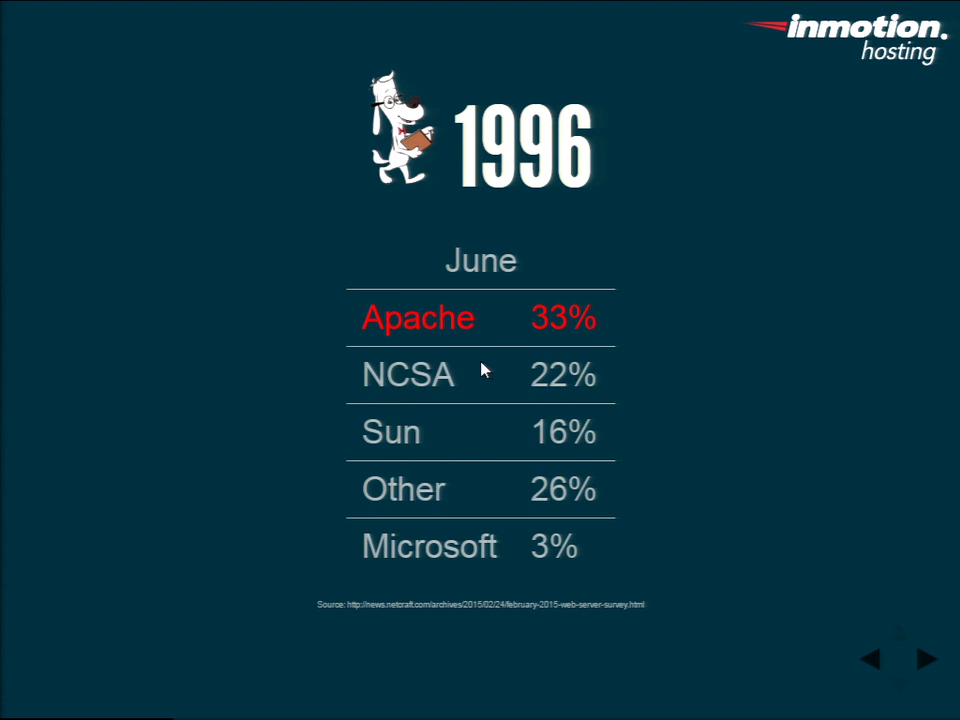 inmotion.
hosting
1996
June
Apache 33%
NCSA 22%
Sun 16%
Other 26%
Microsoft 3%
Source: http://news.netcraft.com/archives/2015/02/24/february-2015-web-server-survey.html